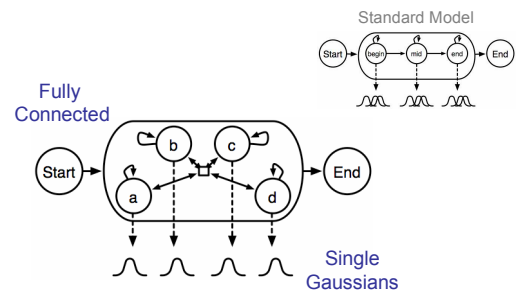 Standard Model
Start
begin
mid
end
End
Fully
Connected
Start
b
c
a
d
End
Single
Gaussians